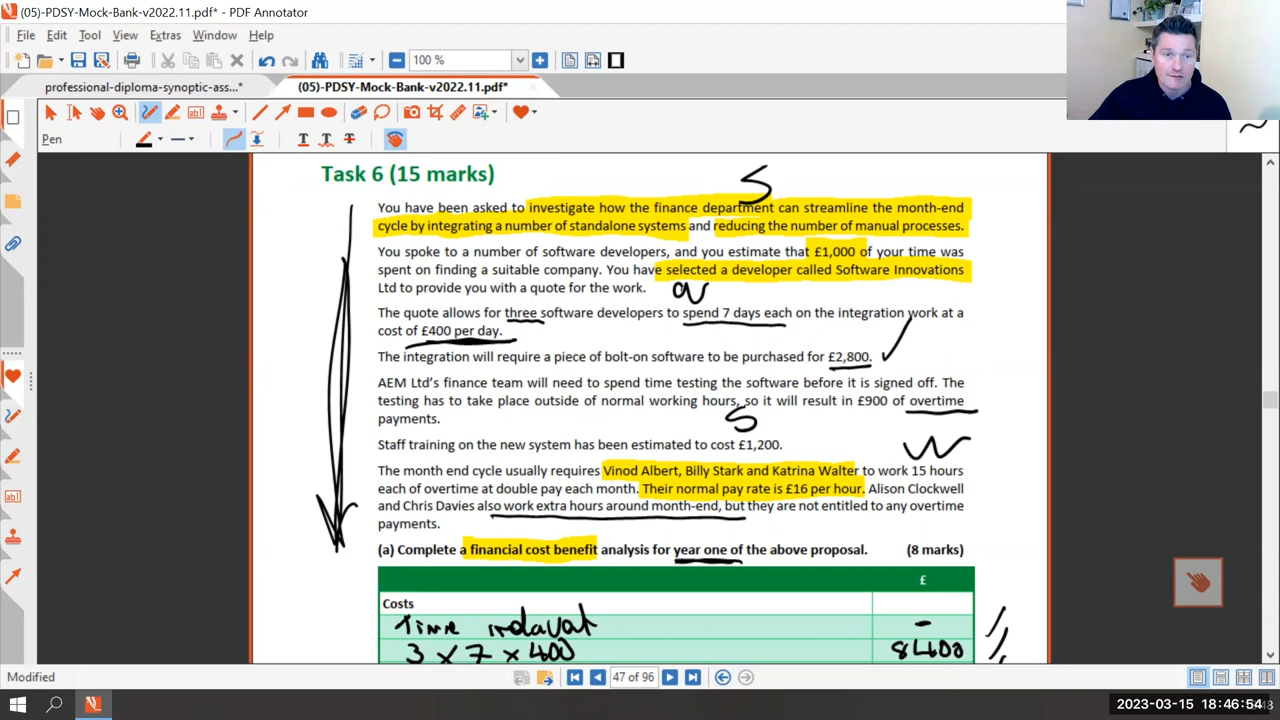 (05)-PDSY-Mock-Bank-v2022.11.pdf* - PDF Annotator
File Edit Tool View Extras Window Help
100 %
professional-diploma-synoptic-ass...* (05)-PDSY-Mock-Bank-v2022.11.pdf*
Pen
Task 6 (15 marks)
S
You have been asked to investigate how the finance department can streamline the month-end
cycle by integrating a number of standalone systems and reducing the number of manual processes.
You spoke to a number of software developers, and you estimate that £1,000 of your time was
spent on finding a suitable company. You have selected a developer called Software Innovations
Ltd to provide you with a quote for the work.
The quote allows for three software developers to spend 7 days each on the integration work at a
cost of £400 per day.
The integration will require a piece of bolt-on software to be purchased for £2,800.
AEM Ltd's finance team will need to spend time testing the software before it is signed off. The
testing has to take place outside of normal working hours, so it will result in £900 of overtime
payments.
S
Staff training on the new system has been estimated to cost £1,200.
W
The month end cycle usually requires Vinod Albert, Billy Stark and Katrina Walter to work 15 hours
each of overtime at double pay each month. Their normal pay rate is £16 per hour. Alison Clockwell
and Chris Davies also work extra hours around month-end, but they are not entitled to any overtime
payments.
(a) Complete a financial cost benefit analysis for year one of the above proposal. (8 marks)
£
Costs
Time -
3 x 7 x 400 8400
Modified 47 of 96
2023-03-15 18:46:54